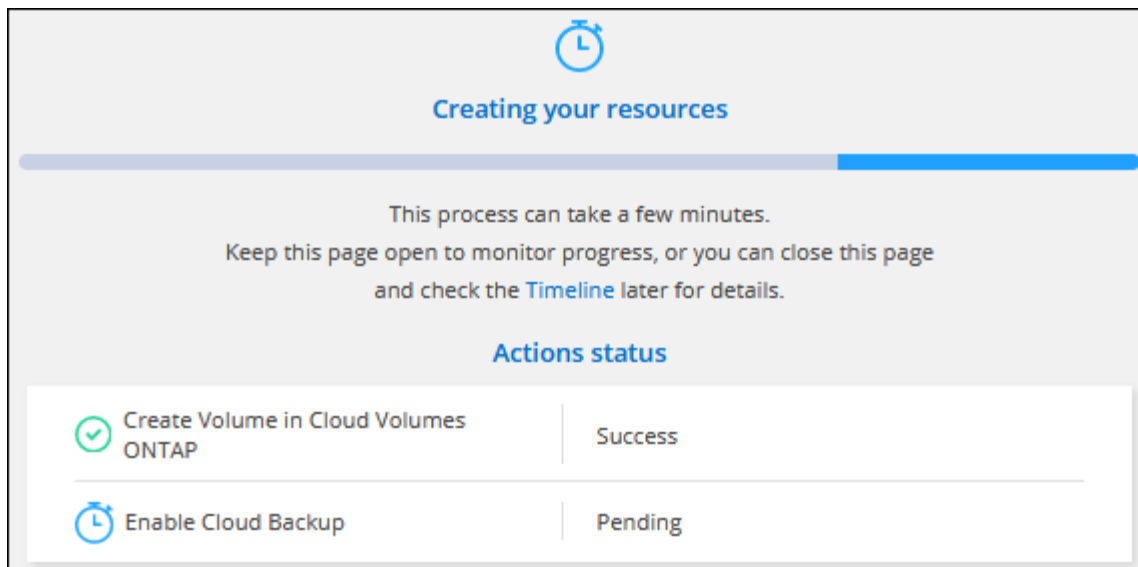 Creating your resources
This process can take a few minutes.
Keep this page open to monitor progress, or you can close this page
and check the Timeline later for details.
Actions status
Create Volume in Cloud Volumes
ONTAP
Success
Enable Cloud Backup
Pending